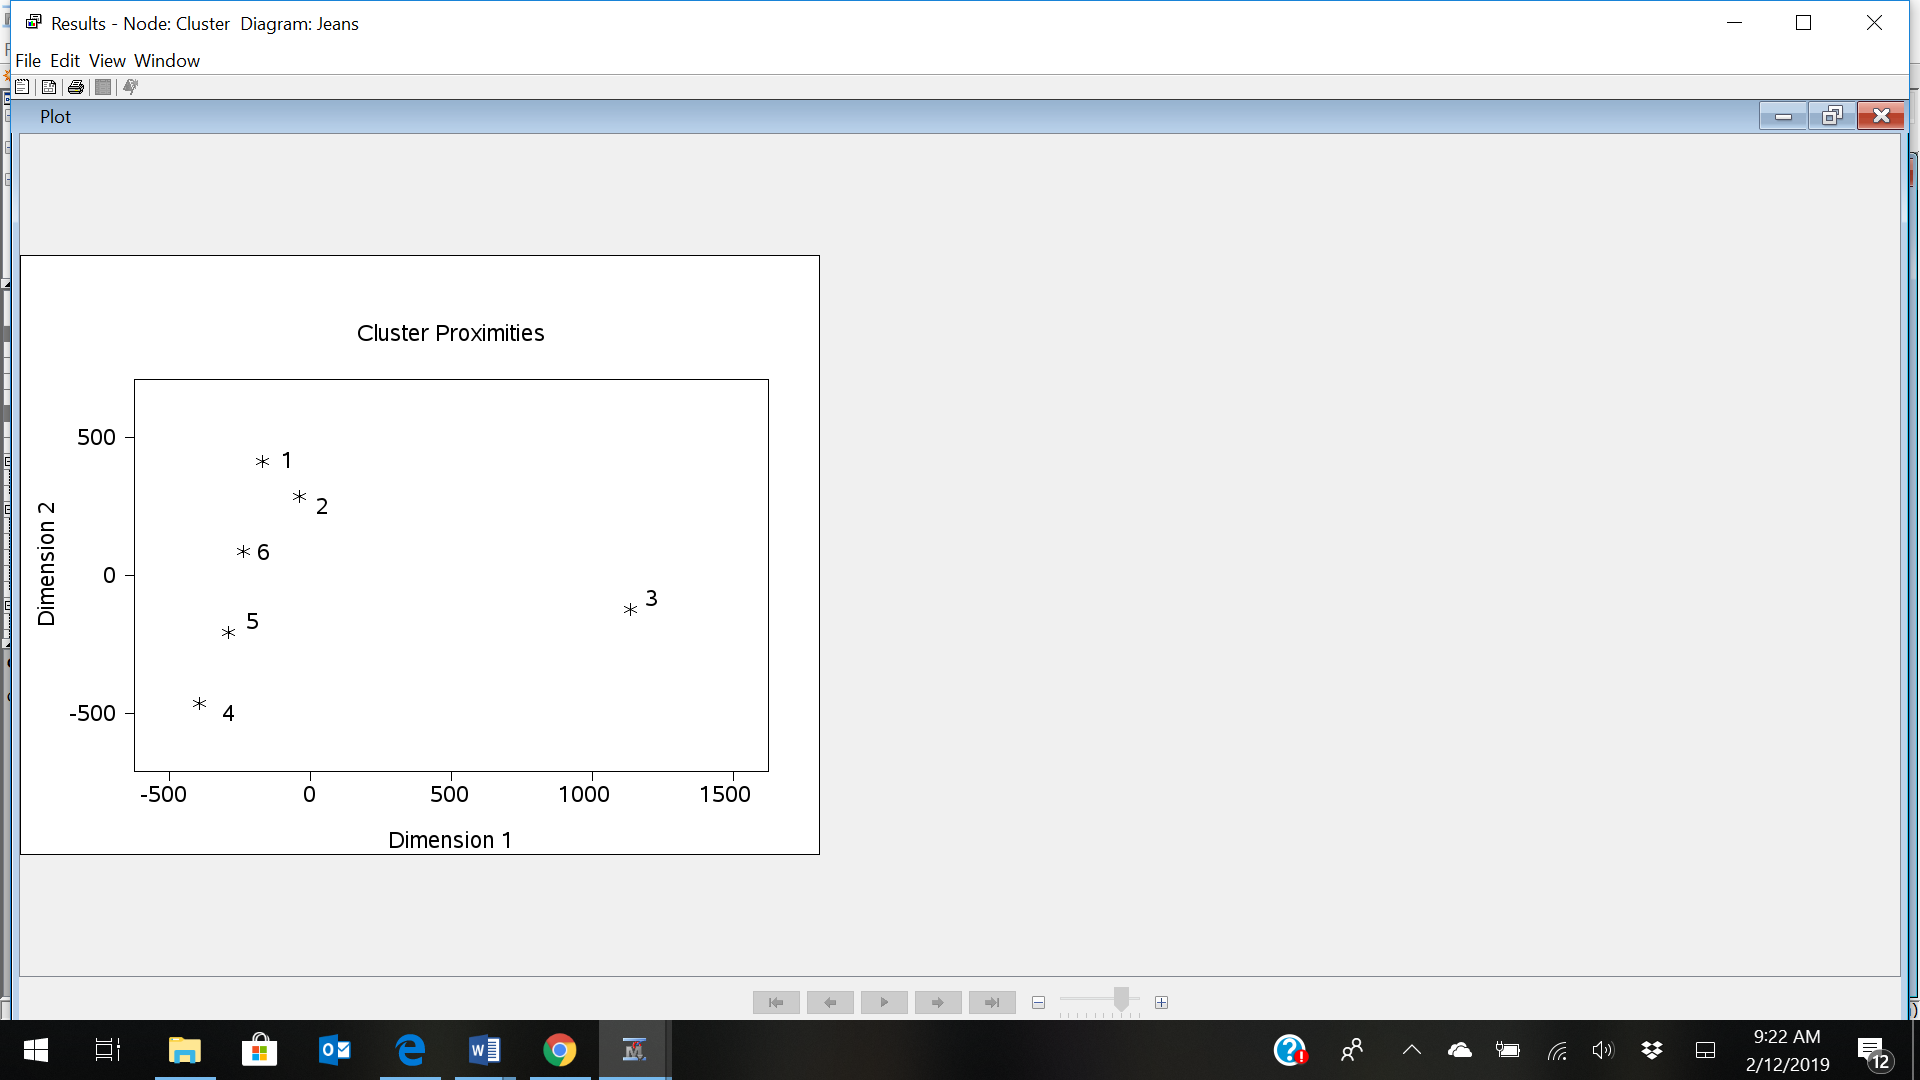 Results - Node: Cluster Diagram: Jeans
File Edit View Window
Plot
Cluster Proximities
500
1
2
6
0
3
5
-500
4
Dimension 2
-500 0 500 1000 1500
Dimension 1
9:22 AM
2/12/2019
12